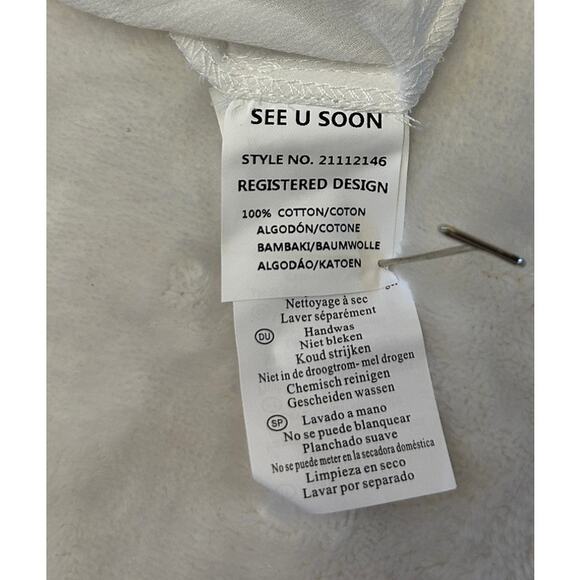 SEE U SOON
STYLE NO. 21112146
REGISTERED DESIGN
100% COTTON/COTON
ALGODÓN/COTONE
BAMBAKI/BAUMWOLLE
ALGODÁO/KATOEN
Nettoyage à sec
Laver séparément
DU Handwas
Niet bleken
Koud strijken
Niet in de droogtrom- mel drogen
Chemisch reinigen
Gescheiden wassen
SP Lavado a mano
No se puede blanquear
Planchado suave
No se puede meter en la secadora doméstica
Limpieza en seco
Lavar por separado